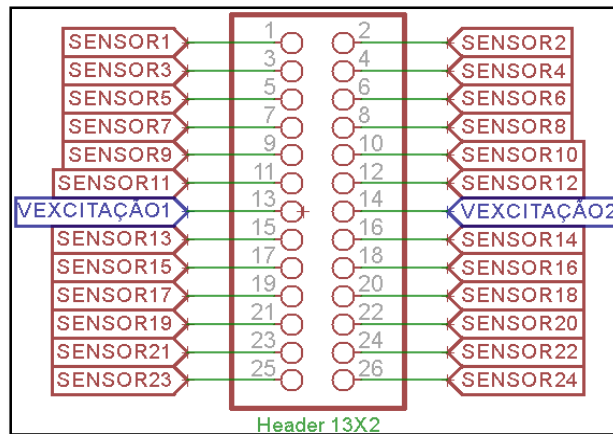 SENSOR1 1 2 SENSOR2
SENSOR3 3 4 SENSOR4
SENSOR5 5 6 SENSOR6
SENSOR7 7 8 SENSOR8
SENSOR9 9 10 SENSOR10
SENSOR11 11 12 SENSOR12
VEXCITAÇÃO1 13 14 VEXCITAÇÃO2
SENSOR13 15 16 SENSOR14
SENSOR15 17 18 SENSOR16
SENSOR17 19 20 SENSOR18
SENSOR19 21 22 SENSOR20
SENSOR21 23 24 SENSOR22
SENSOR23 25 26 SENSOR24
Header 13X2